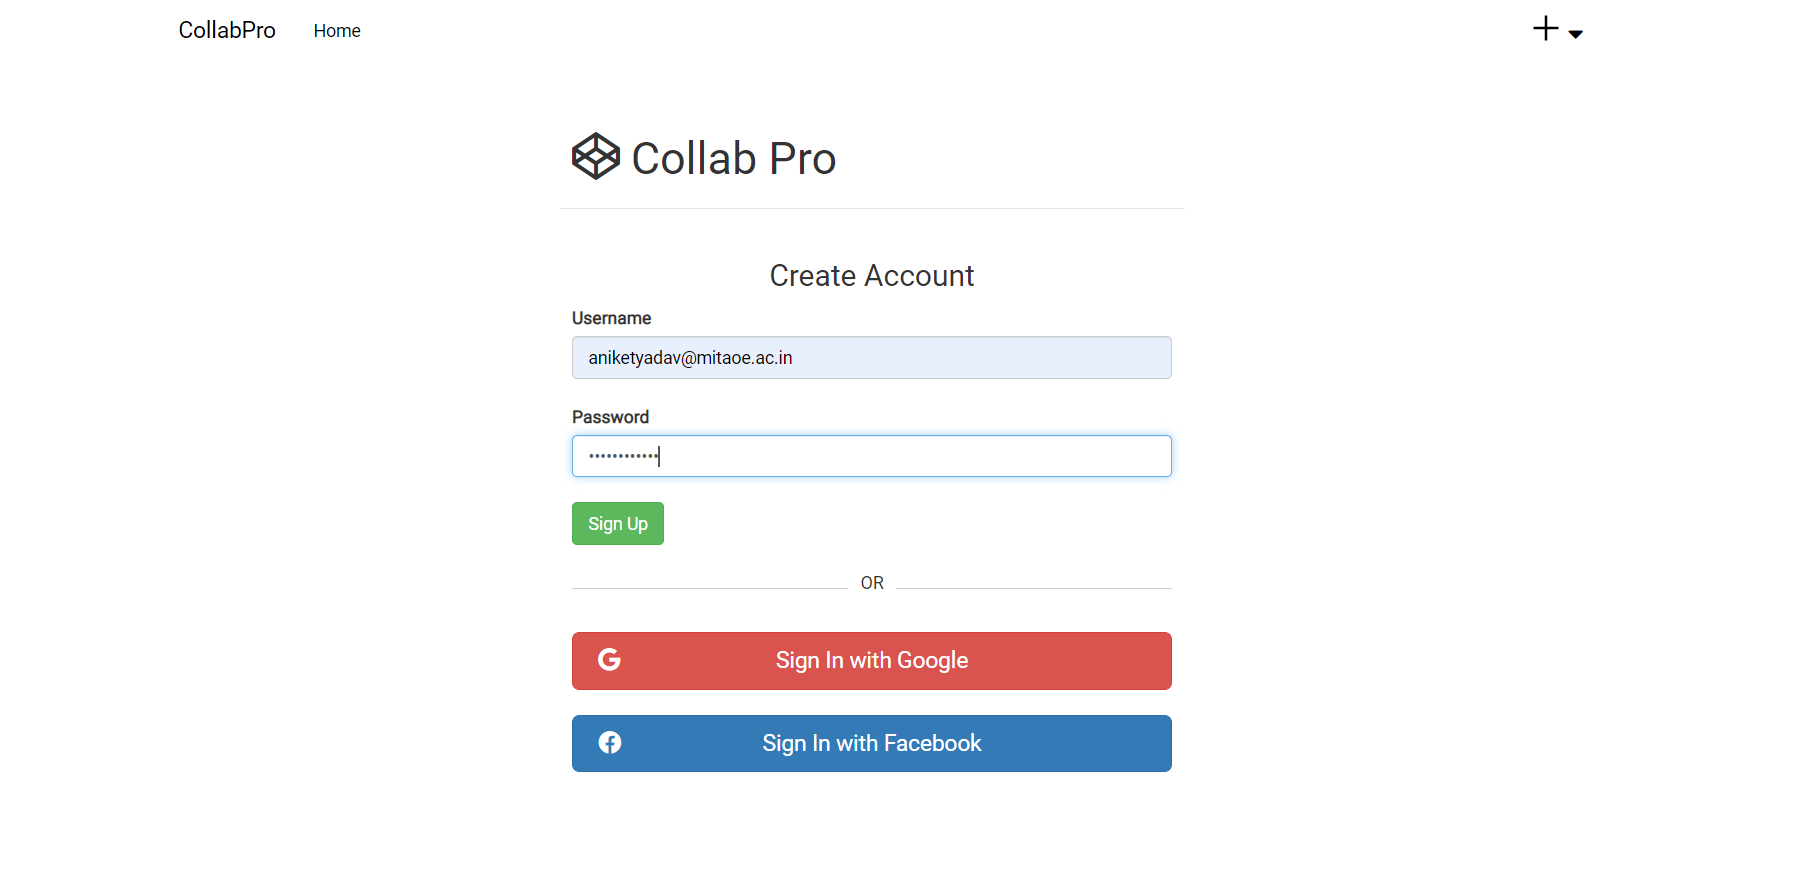 CollabPro Home
Collab Pro
Create Account
Username
aniketyadav@mitaoe.ac.in
Password
••••••••••••
Sign Up
OR
Sign In with Google
Sign In with Facebook